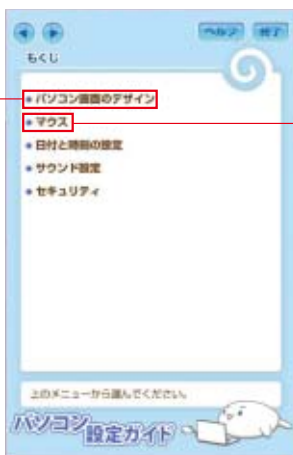 ヘルプ 終了
もくじ
パソコン画面のデザイン
マウス
日付と時刻の設定
サウンド設定
セキュリティ
上のメニューから選んでください。
パソコン設定ガイド